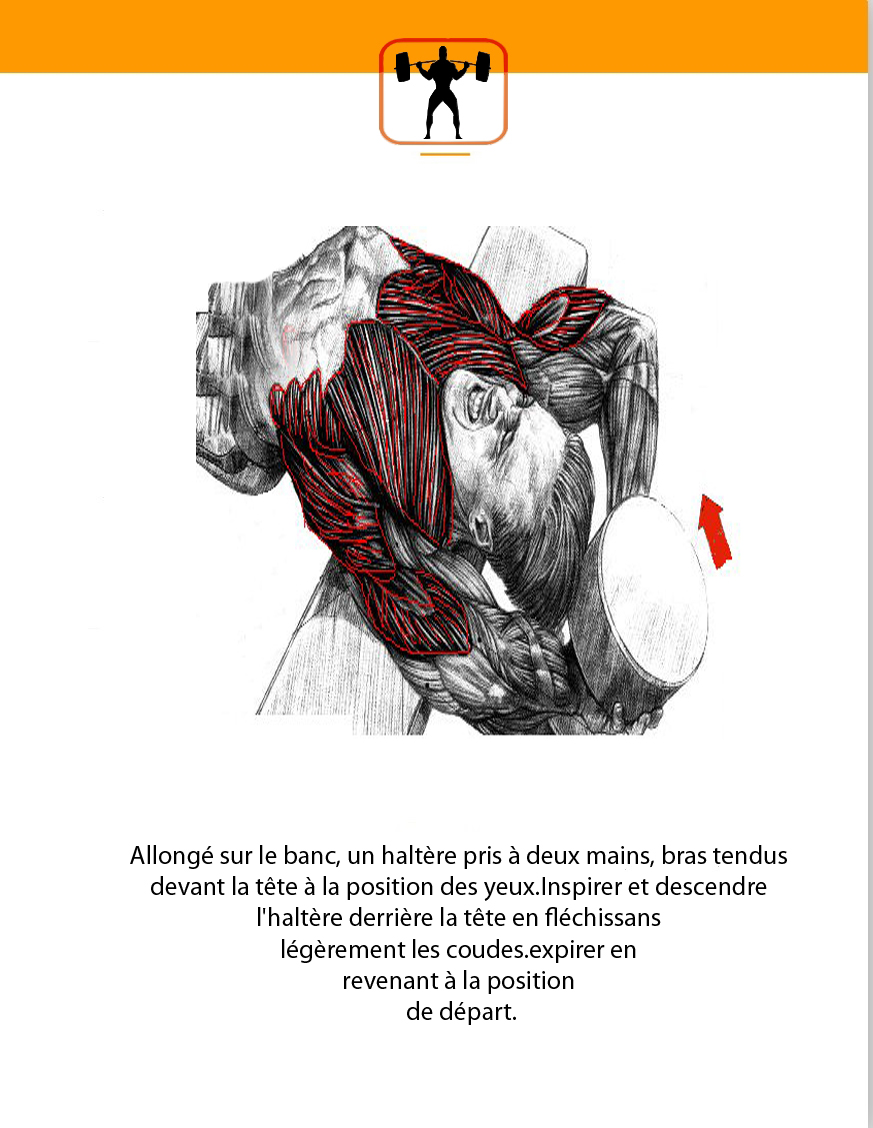 Allongé sur le banc, un haltère pris à deux mains, bras tendus
devant la tête à la position des yeux.Inspirer et descendre
l'haltère derrière la tête en fléchissans
légèrement les coudes.expirer en
revenant à la position
de départ.